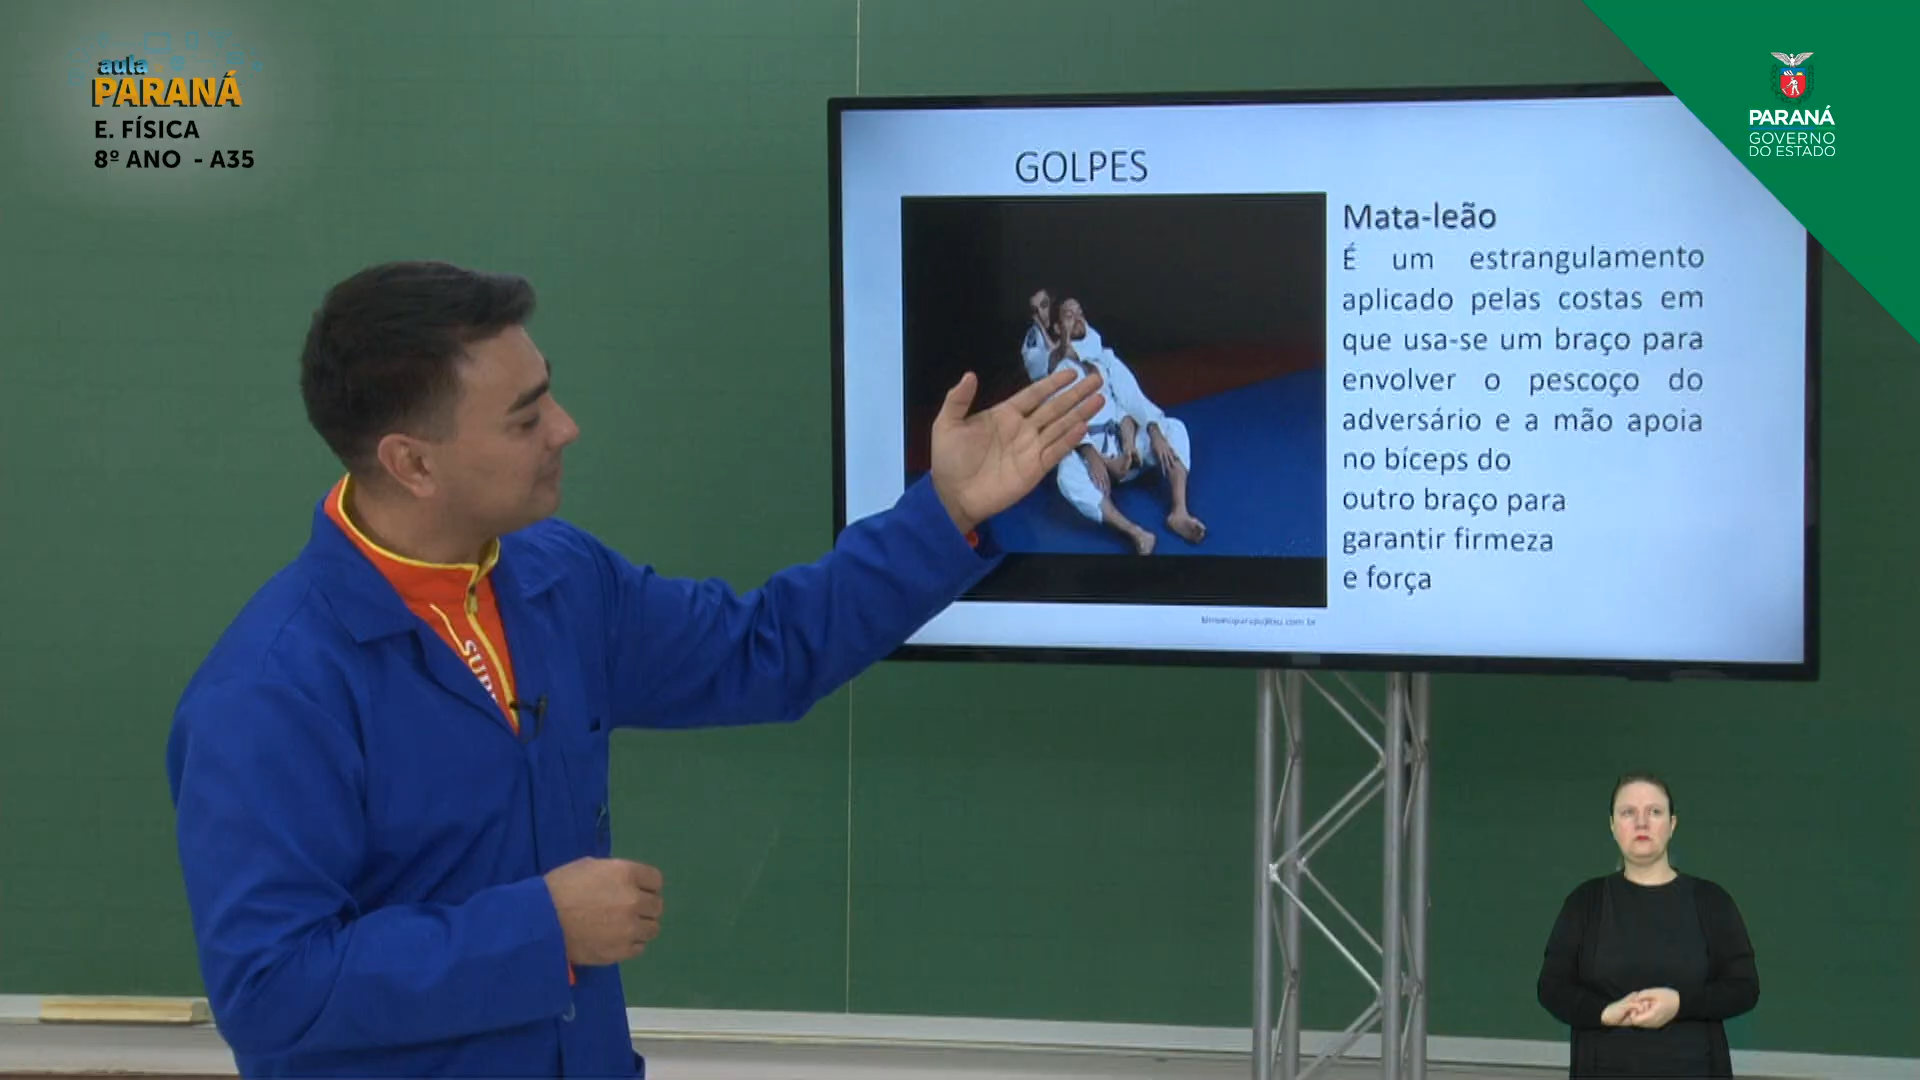 aula
PARANÁ
E. FÍSICA
8º ANO - A35
PARANÁ
GOVERNO
DO ESTADO
GOLPES
Mata-leão
É um estrangulamento
aplicado pelas costas em
que usa-se um braço para
envolver o pescoço do
adversário e a mão apoia
no bíceps do
outro braço para
garantir firmeza
e força